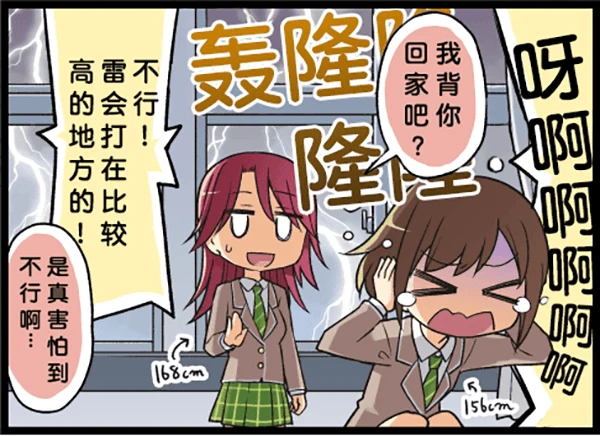 呀啊啊啊啊啊
轰隆隆
隆隆
我背你
回家吧？
不行！
雷会打在比较
高的地方的！
是真害怕到
不行啊…
168cm
156cm